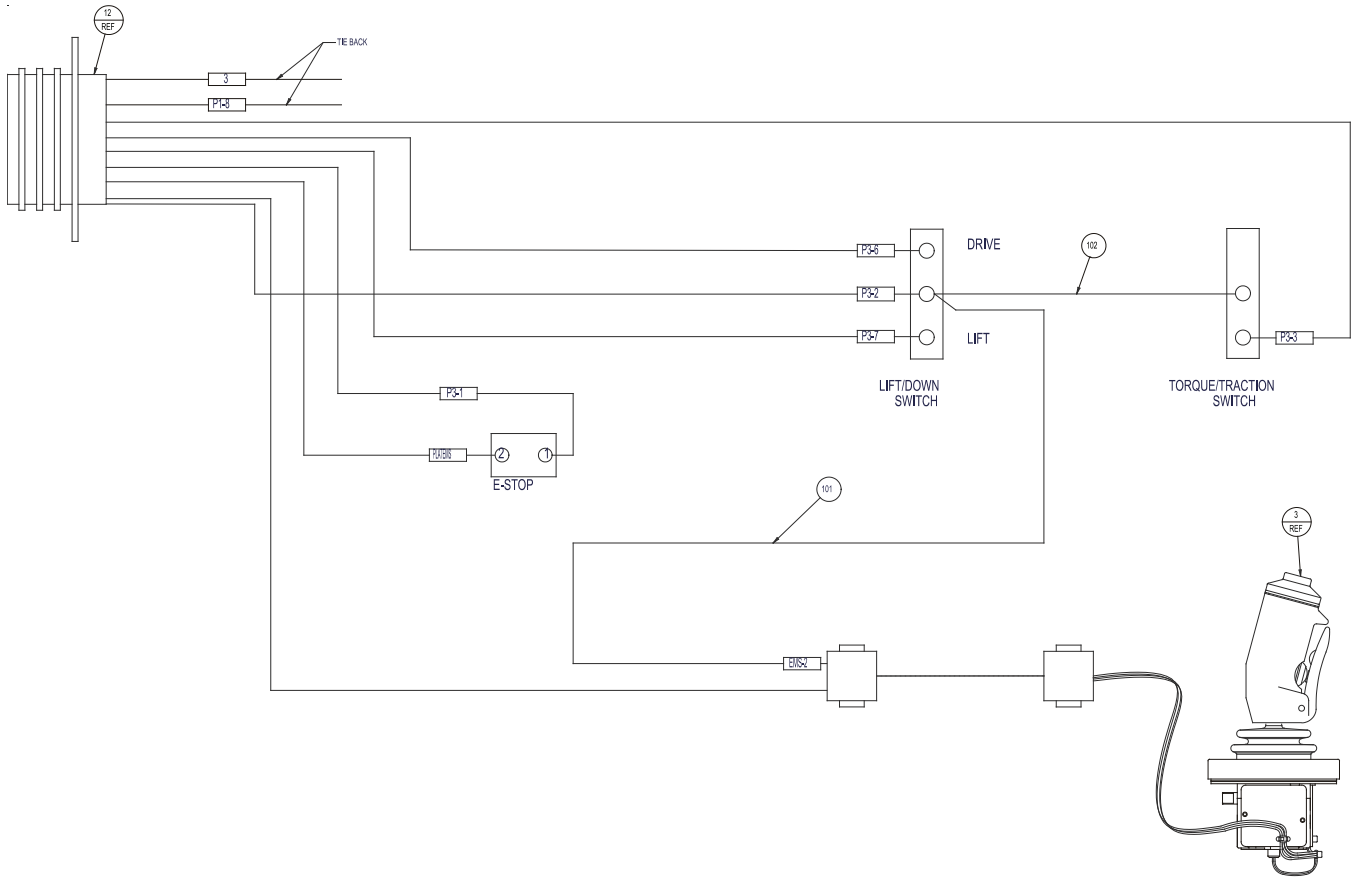 12
REF
TIE BACK
3
P1-8
P3-6
DRIVE
102
P3-2
P3-7
LIFT
P3-3
LIFT/DOWN
SWITCH
TORQUE/TRACTION
SWITCH
P3-1
PLATEMS
2
1
E-STOP
101
3
REF
EMS-2